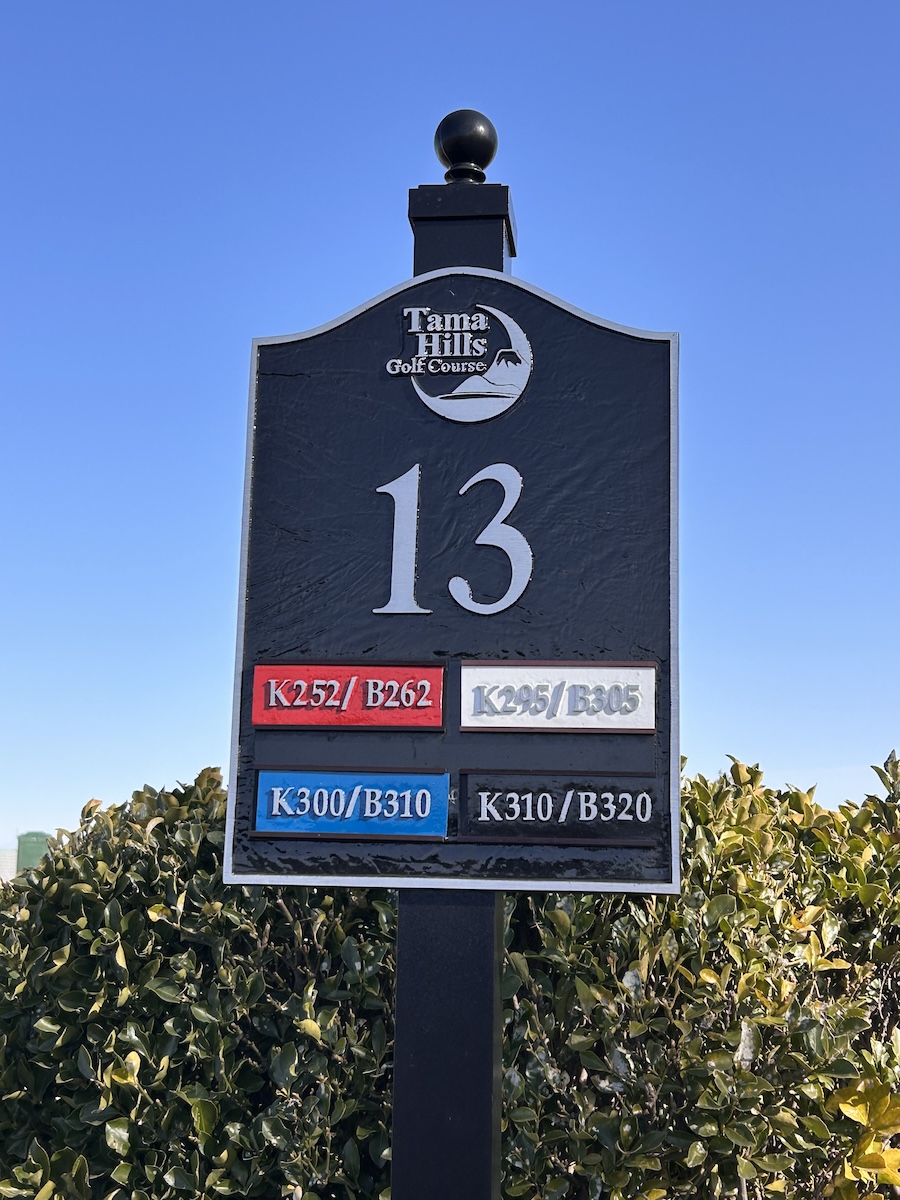 Tama
Hills
Golf Course
13
K252/ B262
K295/B305
K300/B310
K310/B320